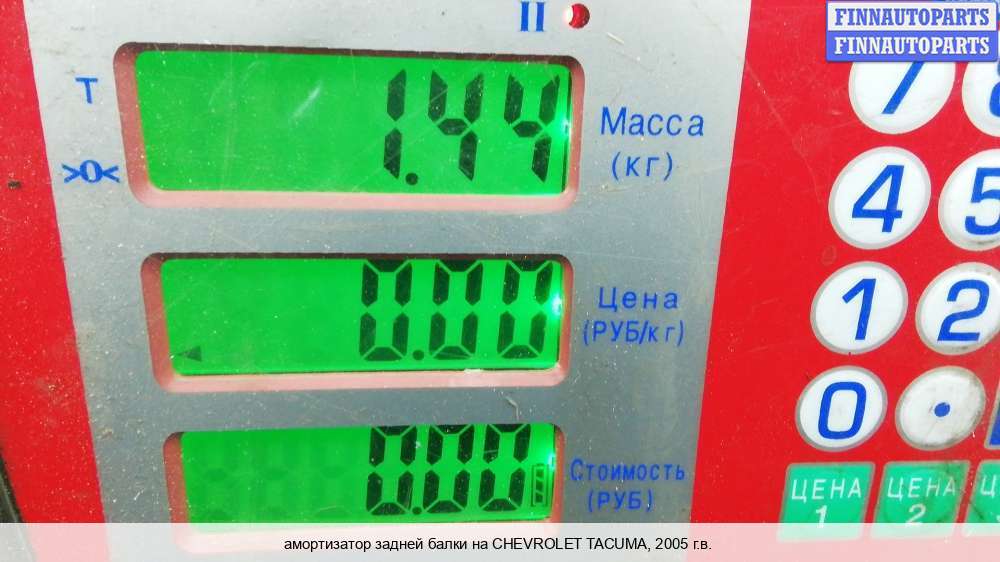 II
FINNAUTOPARTS
FINNAUTOPARTS
T
1.44
Масса
(кг)
>0<
7
4
5
0.00
Цена
(РУБ/кг)
1
2
0
.
0.00
Стоимость
(РУБ)
ЦЕНА
1
ЦЕНА
2
амортизатор задней балки на CHEVROLET TACUMA, 2005 г.в.